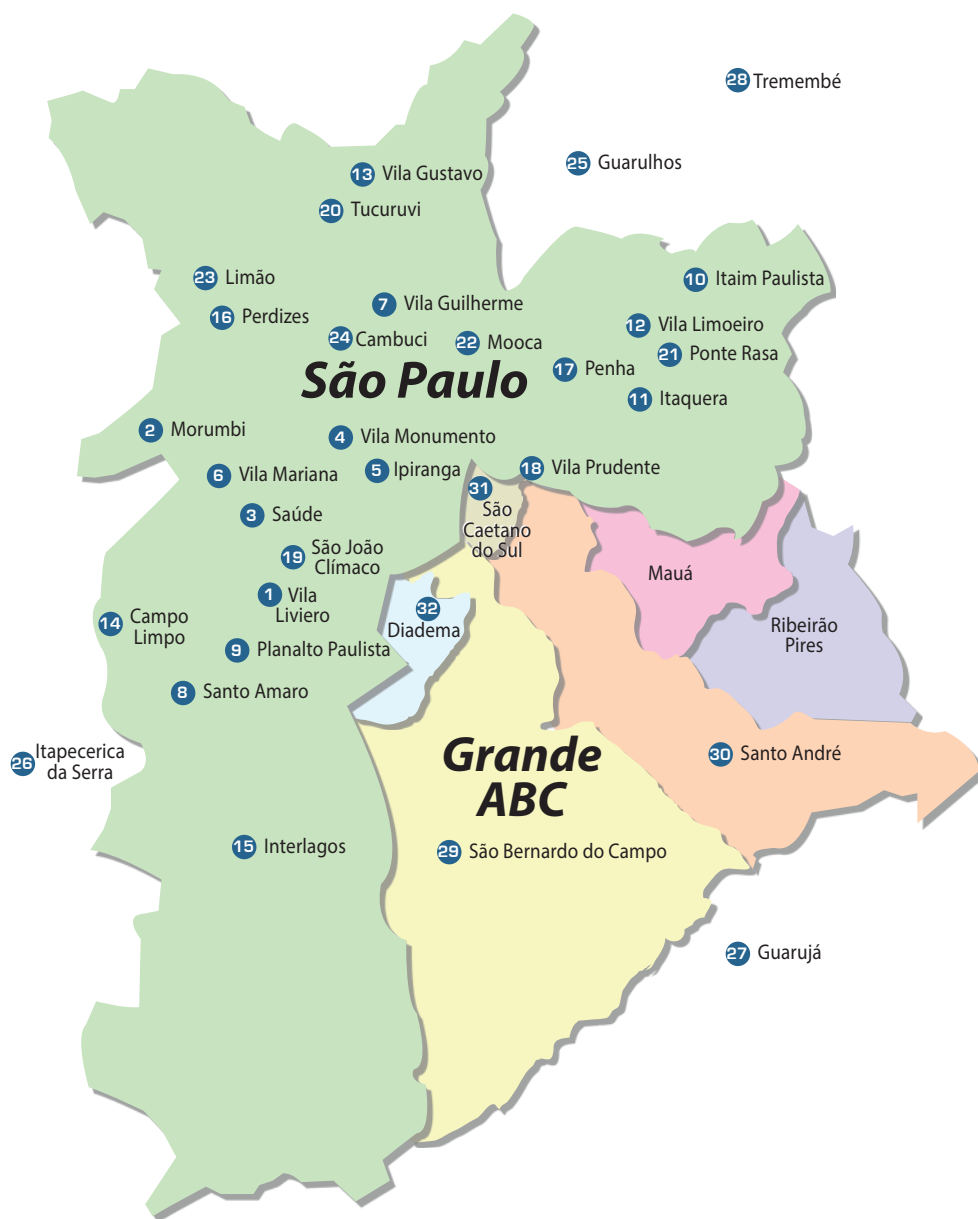 28 Tremembé
25 Guarulhos
13 Vila Gustavo
20 Tucuruvi
23 Limão
10 Itaim Paulista
7 Vila Guilherme
16 Perdizes
12 Vila Limoeiro
24 Cambuci
22 Mooca
21 Ponte Rasa
17 Penha
São Paulo
11 Itaquera
2 Morumbi
4 Vila Monumento
5 Ipiranga
18 Vila Prudente
6 Vila Mariana
31
São
Caetano
do Sul
3 Saúde
19 São João
Clímaco
Mauá
1 Vila
Liviero
32
Diadema
14 Campo
Limpo
Ribeirão
Pires
9 Planalto Paulista
8 Santo Amaro
26 Itapecerica
da Serra
Grande
ABC
30 Santo André
15 Interlagos
29 São Bernardo do Campo
27 Guarujá